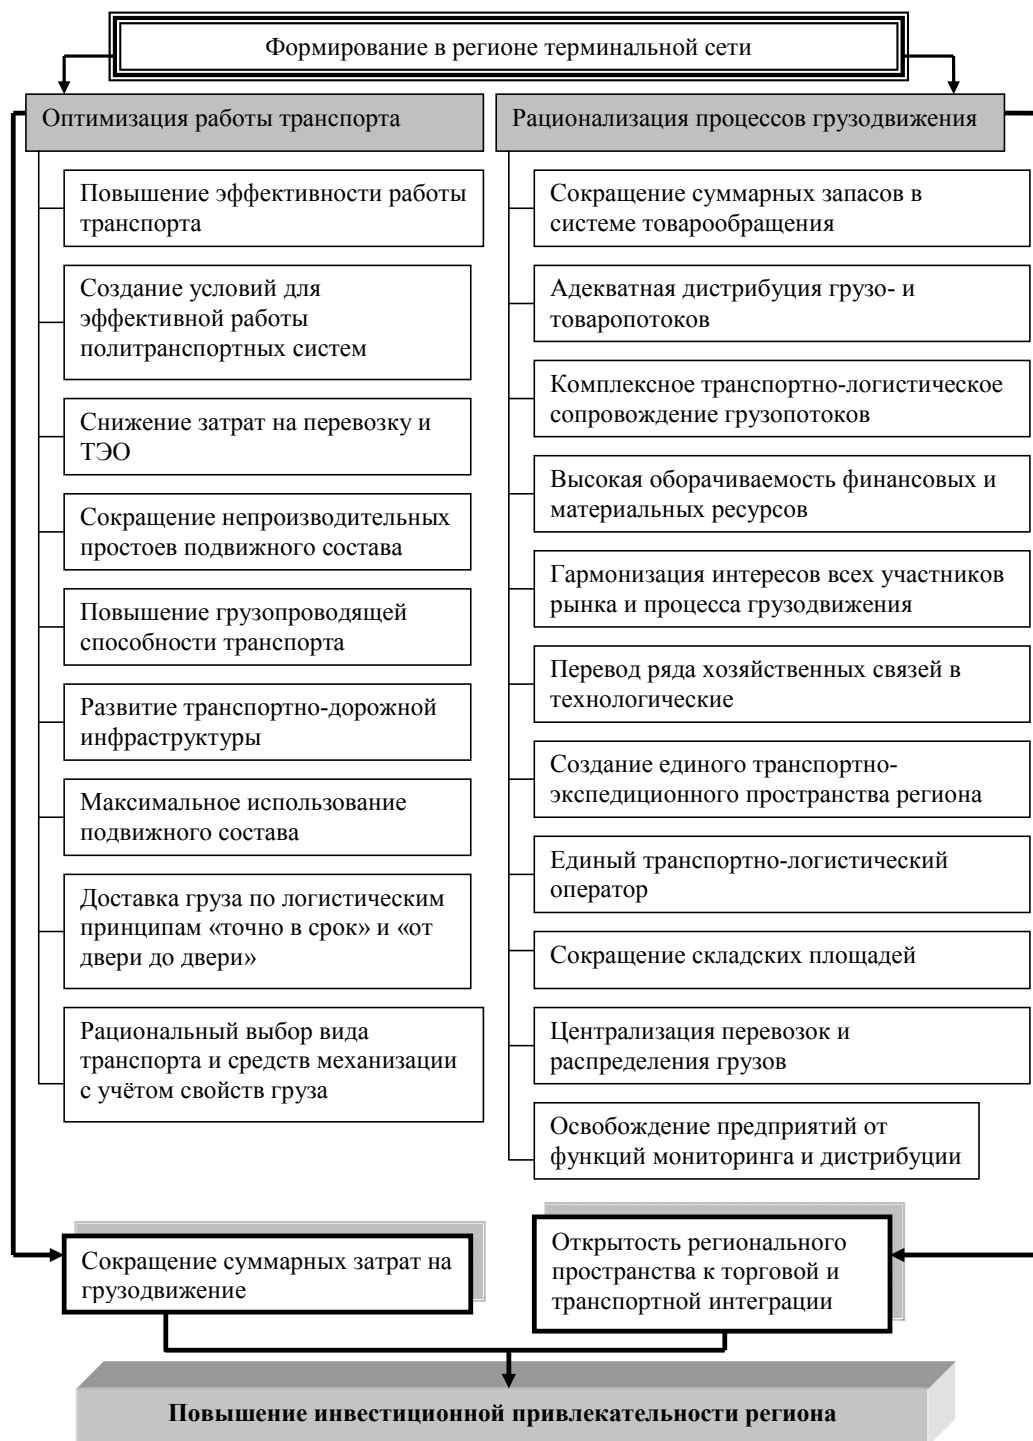 Формирование в регионе терминальной сети
Оптимизация работы транспорта
Повышение эффективности работы
транспорта
Создание условий для
эффективной работы
политранспортных систем
Снижение затрат на перевозку и
ТЭО
Сокращение непроизводительных
простоев подвижного состава
Повышение грузопроводящей
способности транспорта
Развитие транспортно-дорожной
инфраструктуры
Максимальное использование
подвижного состава
Доставка груза по логистическим
принципам «точно в срок» и «от
двери до двери»
Рациональный выбор вида
транспорта и средств механизации
с учётом свойств груза
Рационализация процессов грузодвижения
Сокращение суммарных запасов в
системе товарообращения
Адекватная дистрибуция грузо- и
товаропотоков
Комплексное транспортно-логистическое
сопровождение грузопотоков
Высокая оборачиваемость финансовых и
материальных ресурсов
Гармонизация интересов всех участников
рынка и процесса грузодвижения
Перевод ряда хозяйственных связей в
технологические
Создание единого транспортно-
экспедиционного пространства региона
Единый транспортно-логистический
оператор
Сокращение складских площадей
Централизация перевозок и
распределения грузов
Освобождение предприятий от
функций мониторинга и дистрибуции
Сокращение суммарных затрат на
грузодвижение
Открытость регионального
пространства к торговой и
транспортной интеграции
Повышение инвестиционной привлекательности региона